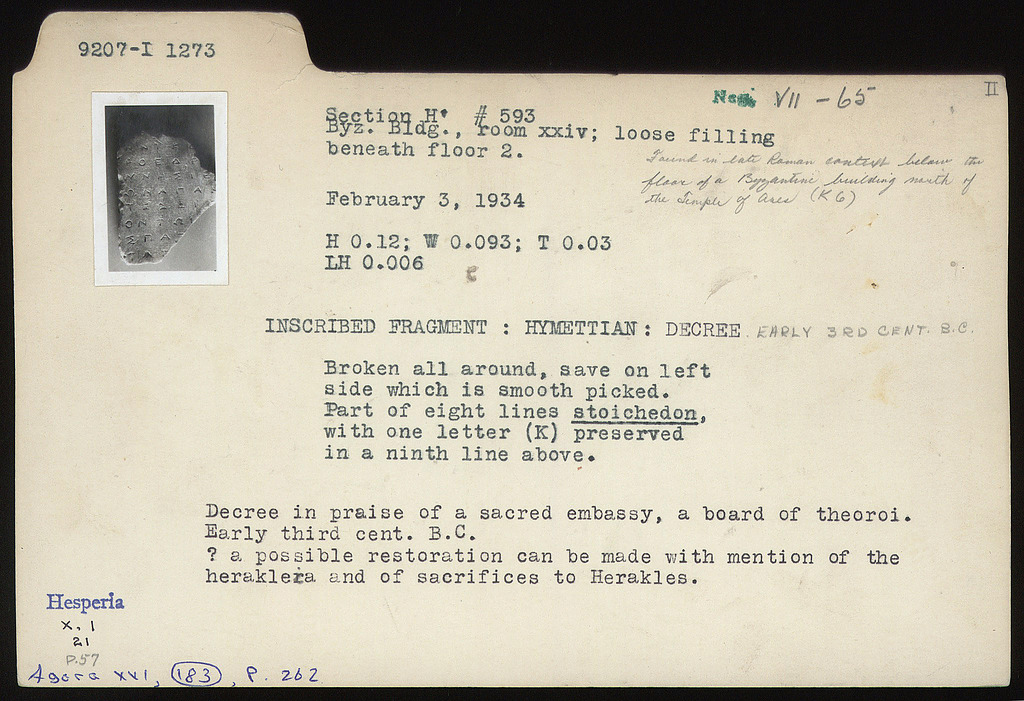 9207-I 1273
II
Neg. VII - 65
Section H' # 593
Byz. Bldg., room xxiv; loose filling
beneath floor 2.
Found in late Roman context below the
floor of a Byzantine building north of
the Temple of Ares (K 6)
February 3, 1934
H 0.12; W 0.093; T 0.03
LH 0.006
INSCRIBED FRAGMENT : HYMETTIAN : DECREE. EARLY 3RD CENT. B.C.
Broken all around, save on left
side which is smooth picked.
Part of eight lines stoichedon,
with one letter (K) preserved
in a ninth line above.
Decree in praise of a sacred embassy, a board of theoroi.
Early third cent. B.C.
? a possible restoration can be made with mention of the
herakleia and of sacrifices to Herakles.
Hesperia
X. 1
21
P.57
Agora XVI, 183, P. 262